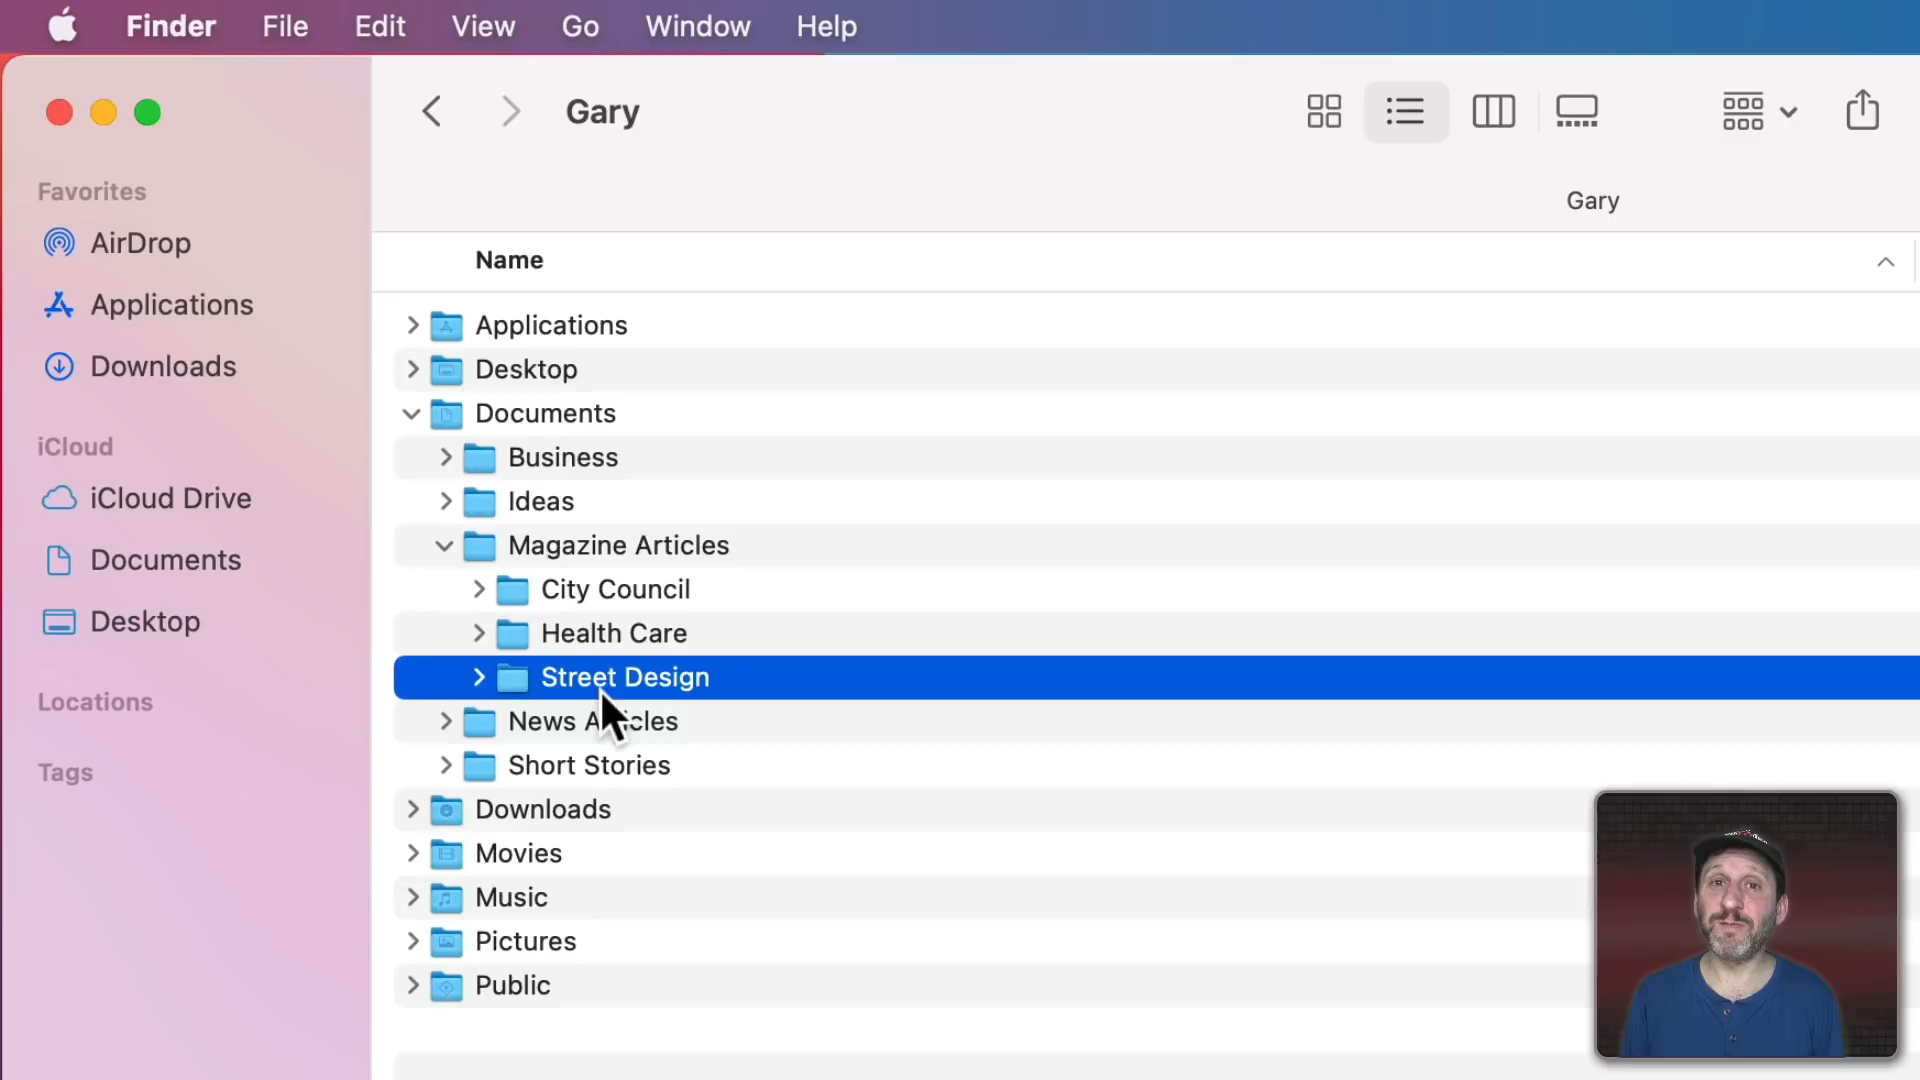 Finder File Edit View Go Window Help
Gary
Favorites
AirDrop
Applications
Downloads
iCloud
iCloud Drive
Documents
Desktop
Locations
Tags
Gary
Name
Applications
Desktop
Documents
Business
Ideas
Magazine Articles
City Council
Health Care
Street Design
News Articles
Short Stories
Downloads
Movies
Music
Pictures
Public